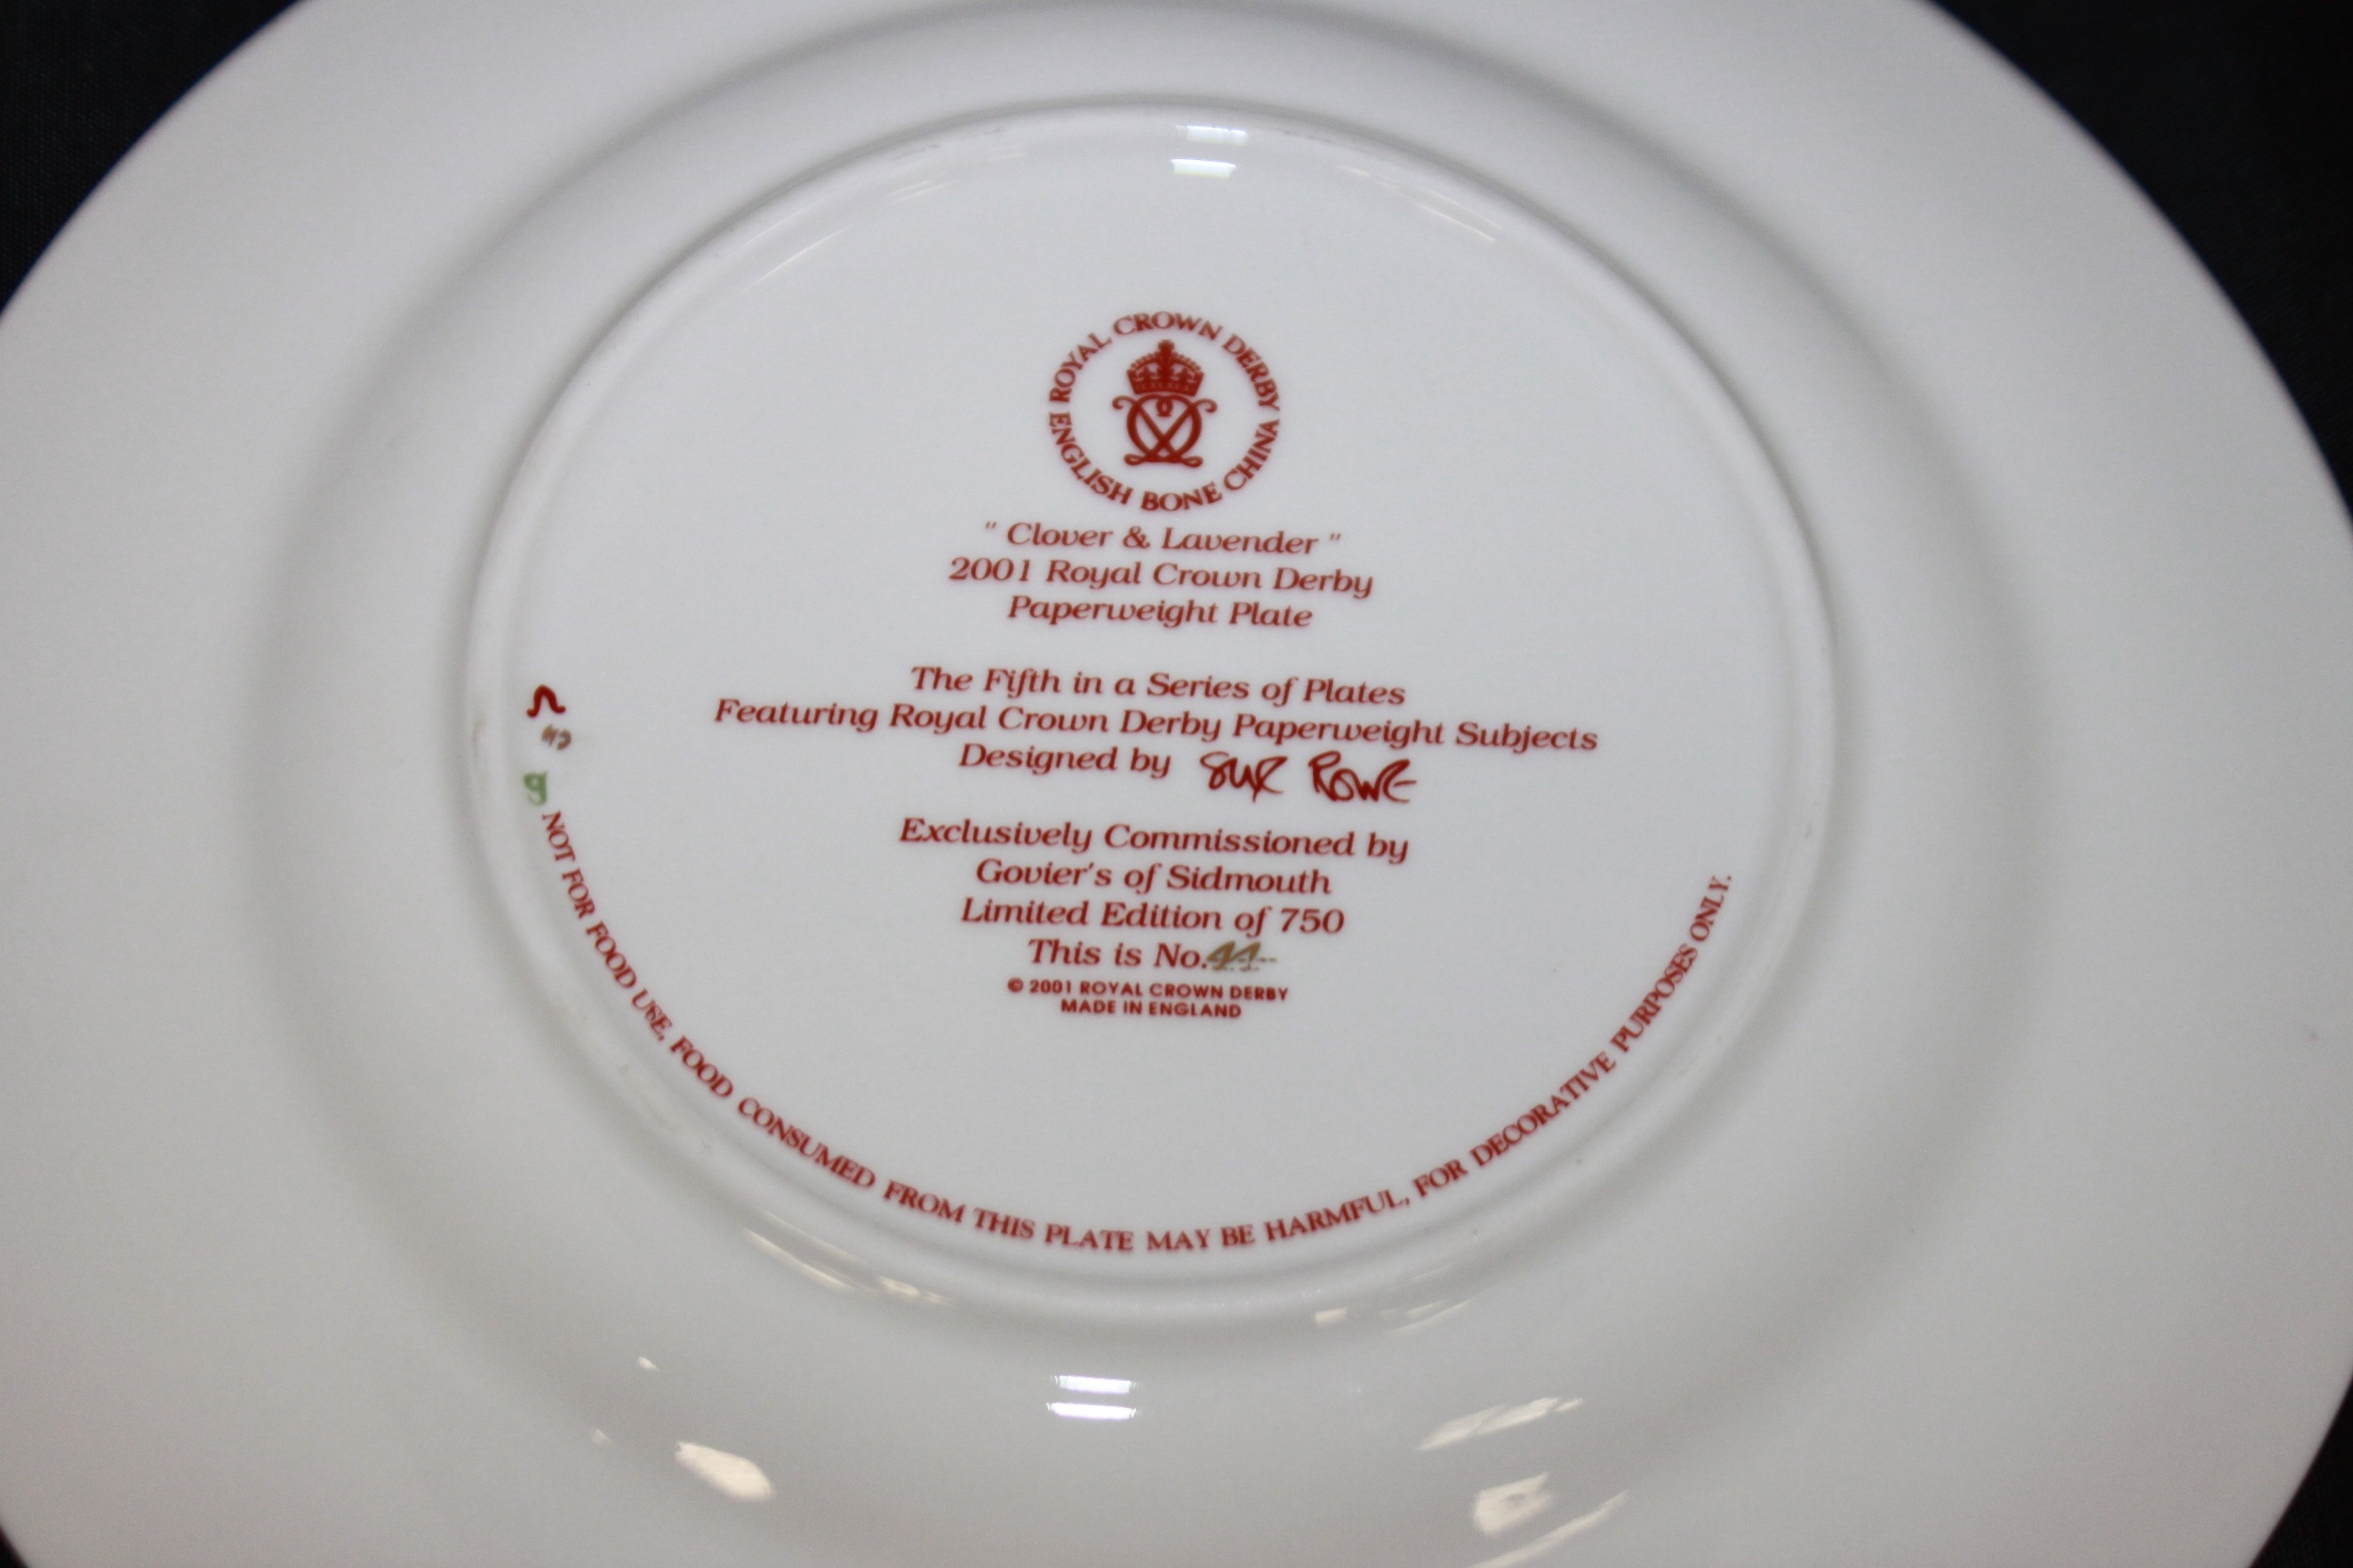 ROYAL CROWN DERBY
ENGLISH BONE CHINA
" Clover & Lavender "
2001 Royal Crown Derby
Paperweight Plate
The Fifth in a Series of Plates
Featuring Royal Crown Derby Paperweight Subjects
Designed by Sue Rowe
Exclusively Commissioned by
Govier's of Sidmouth
Limited Edition of 750
This is No.
© 2001 ROYAL CROWN DERBY
MADE IN ENGLAND
g
NOT FOR FOOD USE, FOOD CONSUMED FROM THIS PLATE MAY BE HARMFUL, FOR DECORATIVE PURPOSES ONLY.